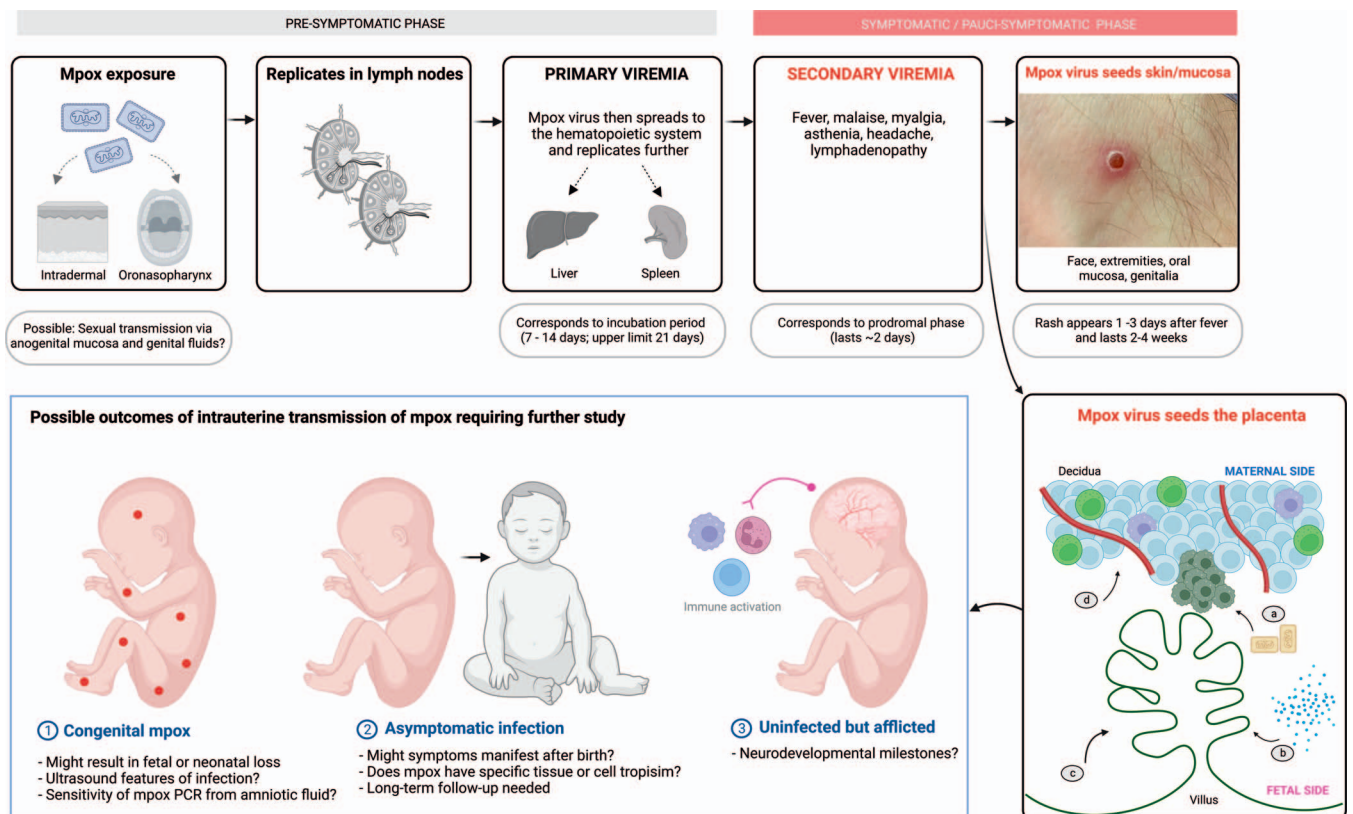 PRE-SYMPTOMATIC PHASE
SYMPTOMATIC / PAUCI-SYMPTOMATIC PHASE
Mpox exposure
Intradermal
Oronasopharynx
Possible: Sexual transmission via
anogenital mucosa and genital fluids?
Replicates in lymph nodes
PRIMARY VIREMIA
Mpox virus then spreads to
the hematopoietic system
and replicates further
Liver
Spleen
Corresponds to incubation period
(7 - 14 days; upper limit 21 days)
SECONDARY VIREMIA
Fever, malaise, myalgia,
asthenia, headache,
lymphadenopathy
Corresponds to prodromal phase
(lasts ~2 days)
Mpox virus seeds skin/mucosa
Face, extremities, oral
mucosa, genitalia
Rash appears 1 -3 days after fever
and lasts 2-4 weeks
Possible outcomes of intrauterine transmission of mpox requiring further study
1 Congenital mpox
- Might result in fetal or neonatal loss
- Ultrasound features of infection?
- Sensitivity of mpox PCR from amniotic fluid?
2 Asymptomatic infection
- Might symptoms manifest after birth?
- Does mpox have specific tissue or cell tropisim?
- Long-term follow-up needed
Immune activation
3 Uninfected but afflicted
- Neurodevelopmental milestones?
Mpox virus seeds the placenta
Decidua
MATERNAL SIDE
d
a
b
c
FETAL SIDE
Villus